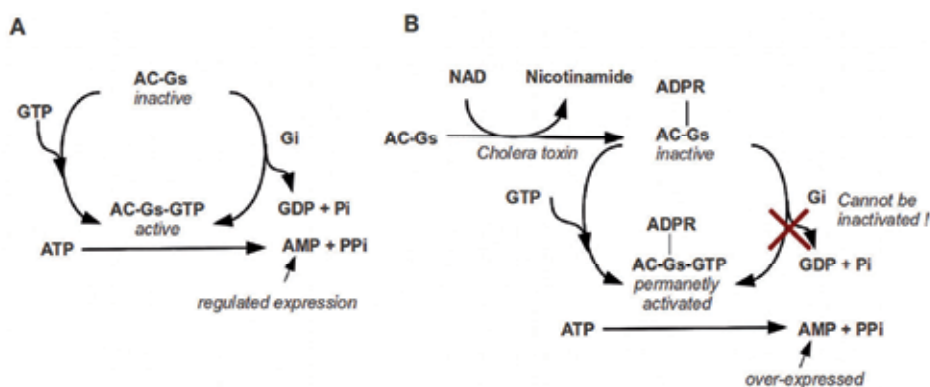 A
AC-Gs
inactive
GTP
Gi
AC-Gs-GTP
active
GDP + Pi
ATP
AMP + PPi
regulated expression
B
NAD
Nicotinamide
ADPR
AC-Gs
Cholera toxin
AC-Gs
inactive
GTP
Gi
Cannot be
inactivated !
ADPR
AC-Gs-GTP
permanetly
activated
GDP + Pi
ATP
AMP + PPi
over-expressed